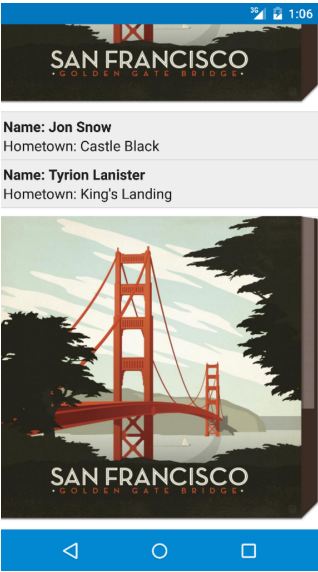 3G 1:06
SAN FRANCISCO
• GOLDEN GATE BRIDGE •
Name: Jon Snow
Hometown: Castle Black
Name: Tyrion Lanister
Hometown: King's Landing
SAN FRANCISCO
• GOLDEN GATE BRIDGE •